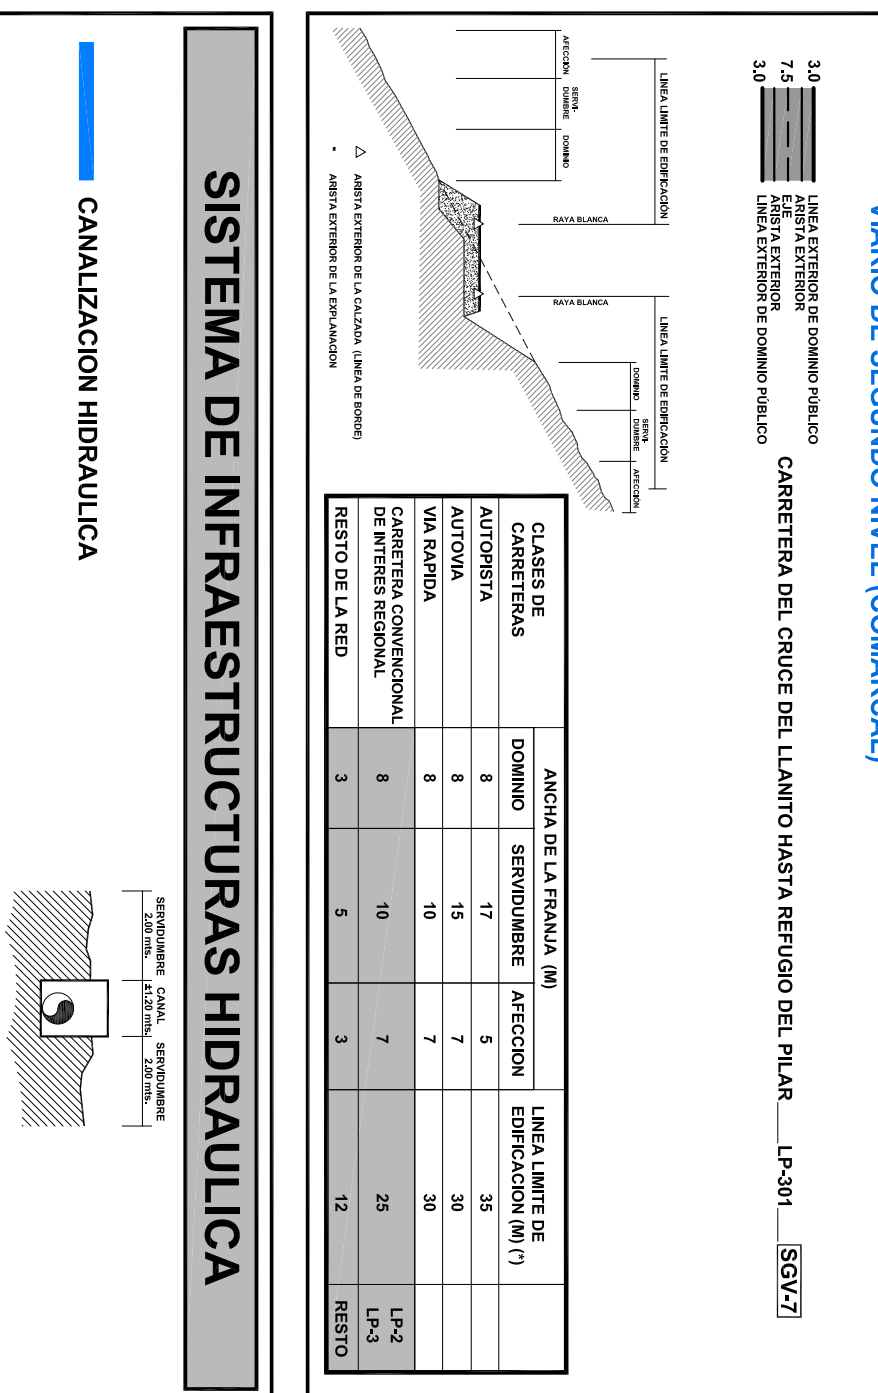 VIARIO DE SEGUNDO NIVEL (COMARCAL)
3.0
7.5
3.0
LINEA EXTERIOR DE DOMINIO PÚBLICO
ARISTA EXTERIOR
EJE
ARISTA EXTERIOR
LINEA EXTERIOR DE DOMINIO PÚBLICO
CARRETERA DEL CRUCE DEL LLANITO HASTA REFUGIO DEL PILAR____ LP-301____ SGV-7
LINEA LIMITE DE EDIFICACIÓN
LINEA LIMITE DE EDIFICACIÓN
AFECCIÓN
SERVI-
DUMBRE
DOMINIO
RAYA BLANCA
RAYA BLANCA
DOMINIO
SERVI-
DUMBRE
AFECCIÓN
△ ARISTA EXTERIOR DE LA CALZADA (LINEA DE BORDE)
▪ ARISTA EXTERIOR DE LA EXPLANACION
CLASES DE
CARRETERAS
ANCHA DE LA FRANJA (M)
LINEA LIMITE DE
EDIFICACION (M) (*)
DOMINIO SERVIDUMBRE AFECCION
AUTOPISTA 8 17 5 35
AUTOVIA 8 15 7 30
VIA RAPIDA 8 10 7 30
CARRETERA CONVENCIONAL
DE INTERES REGIONAL 8 10 7 25 LP-2
LP-3
RESTO DE LA RED 3 5 3 12 RESTO
SISTEMA DE INFRAESTRUCTURAS HIDRAULICA
CANALIZACION HIDRAULICA
SERVIDUMBRE CANAL SERVIDUMBRE
2.00 mts. ±1.20 mts. 2.00 mts.